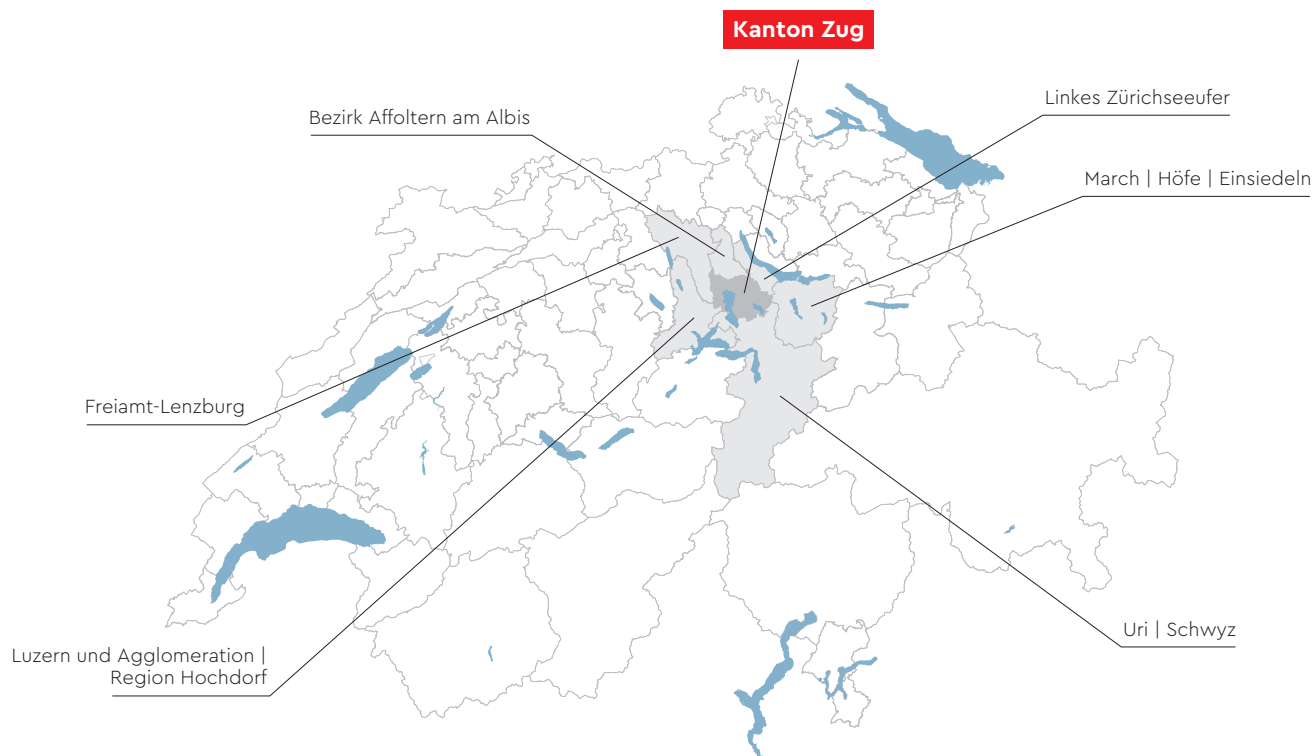 Kanton Zug
Linkes Zürichseeufer
Bezirk Affoltern am Albis
March | Höfe | Einsiedeln
Freiamt-Lenzburg
Uri | Schwyz
Luzern und Agglomeration |
Region Hochdorf